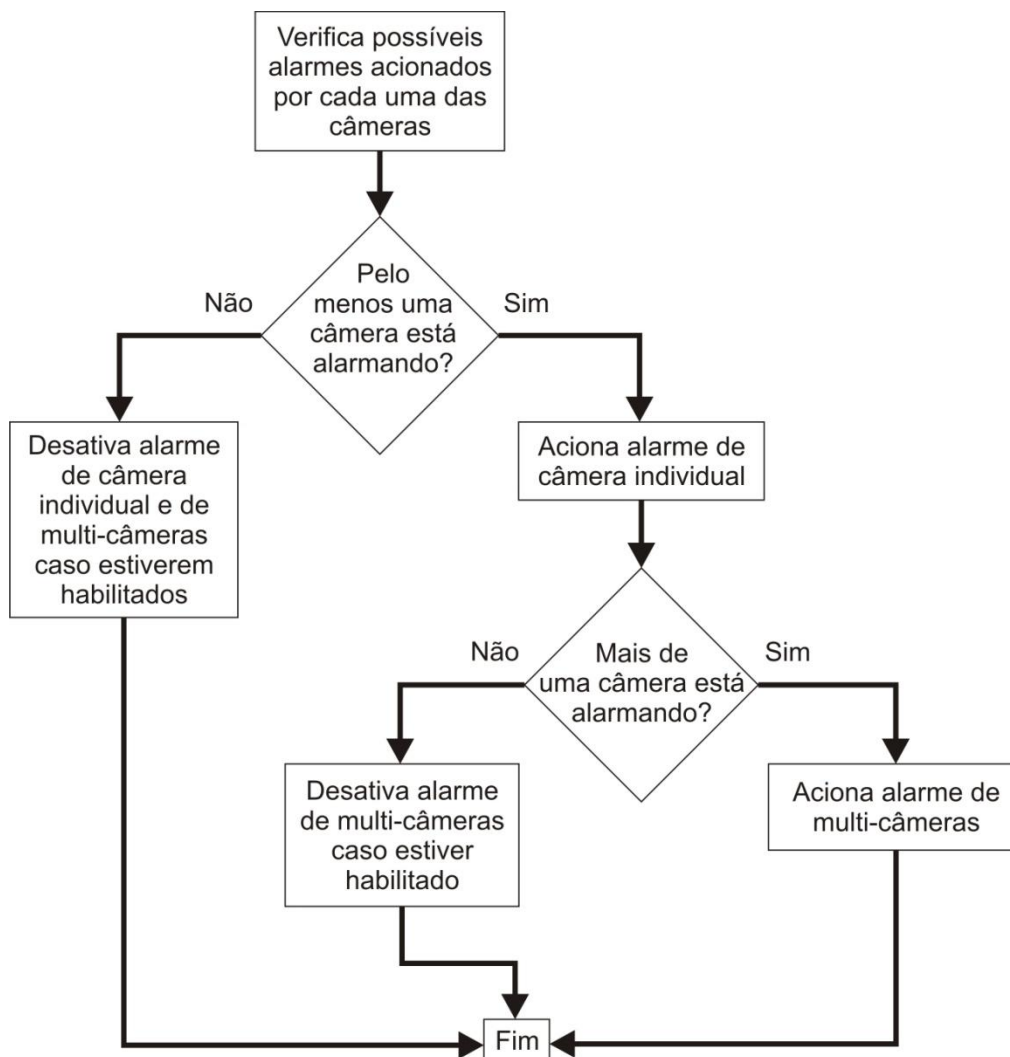 Verifica possíveis
alarmes acionados
por cada uma das
câmeras
Pelo
menos uma
câmera está
alarmando?
Não
Sim
Desativa alarme
de câmera
individual e de
multi-câmeras
caso estiverem
habilitados
Aciona alarme de
câmera individual
Mais de
uma câmera está
alarmando?
Não
Sim
Desativa alarme
de multi-câmeras
caso estiver
habilitado
Aciona alarme de
multi-câmeras
Fim